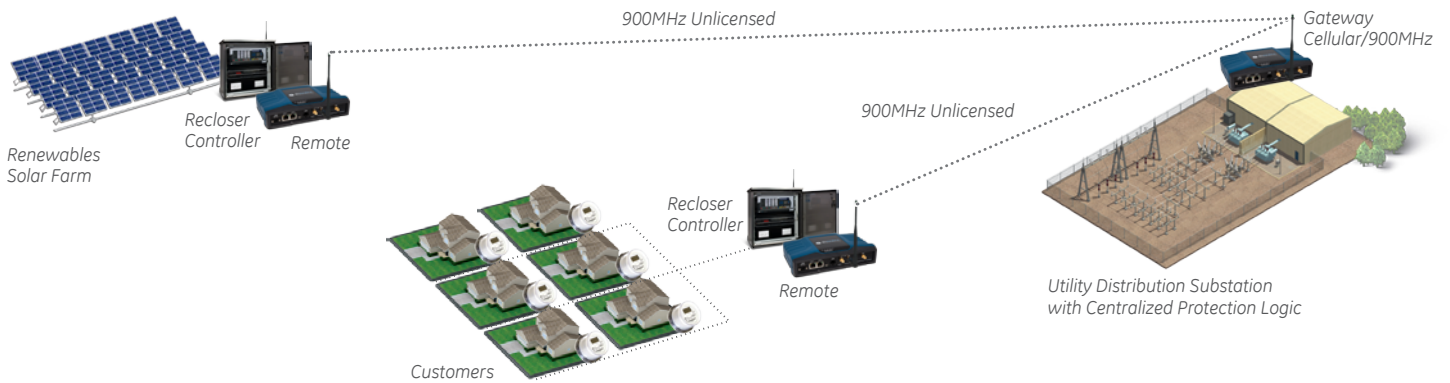 900MHz Unlicensed
Gateway
Cellular/900MHz
Recloser
Controller
Remote
Renewables
Solar Farm
900MHz Unlicensed
Recloser
Controller
Remote
Utility Distribution Substation
with Centralized Protection Logic
Customers